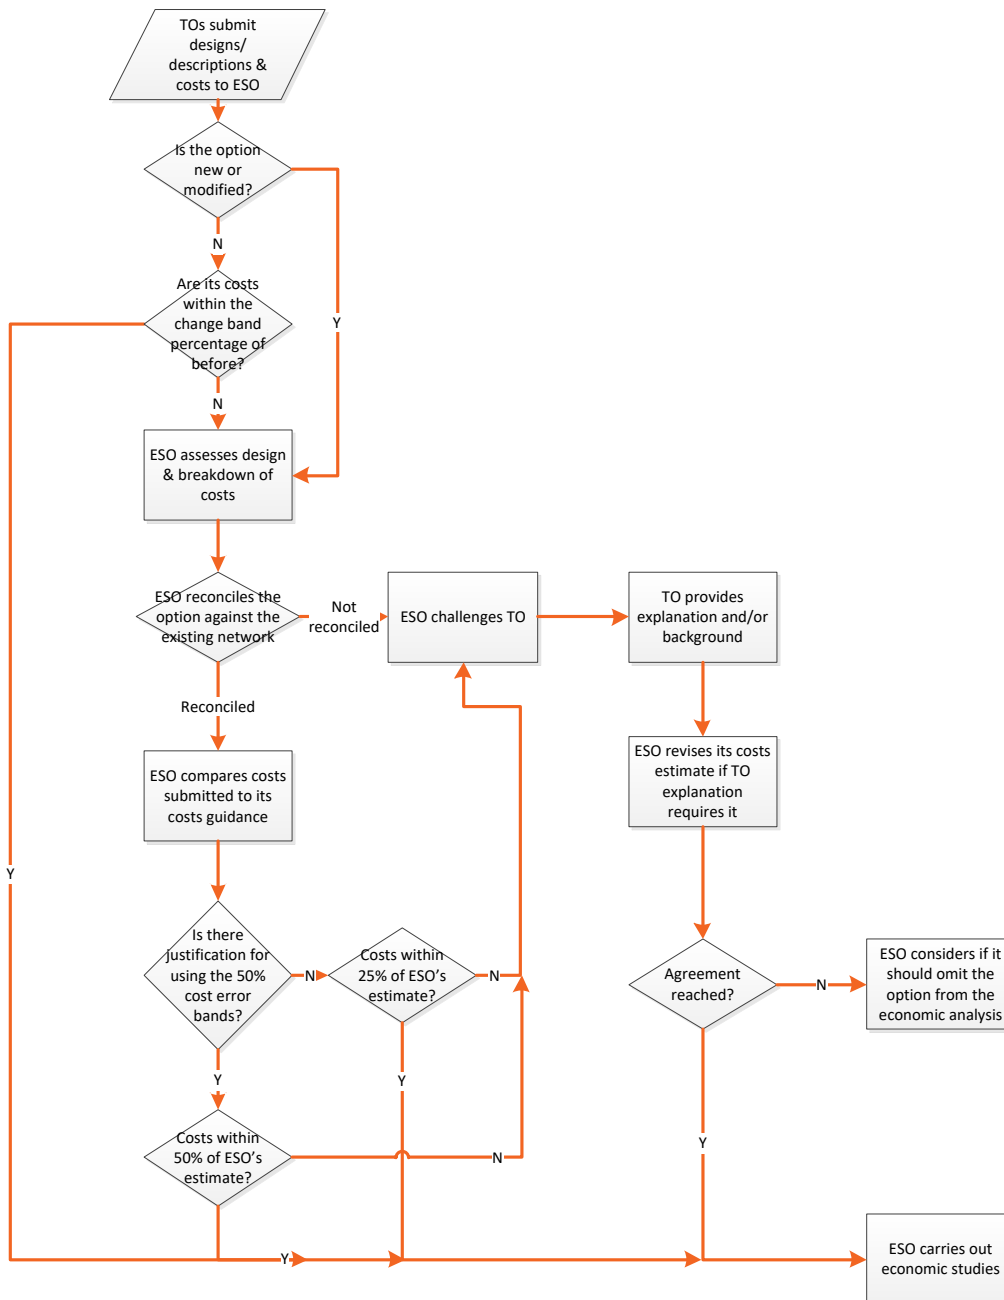 TOs submit
designs/
descriptions &
costs to ESO
Is the option
new or
modified?
N
Y
Are its costs
within the
change band
percentage of
before?
N
Y
ESO assesses design
& breakdown of
costs
ESO reconciles the
option against the
existing network
Not
reconciled
Reconciled
ESO challenges TO
TO provides
explanation and/or
background
ESO compares costs
submitted to its
costs guidance
ESO revises its costs
estimate if TO
explanation
requires it
Is there
justification for
using the 50%
cost error
bands?
N
Y
Costs within
25% of ESO's
estimate?
N
Y
Agreement
reached?
N
Y
ESO considers if it
should omit the
option from the
economic analysis
Costs within
50% of ESO's
estimate?
N
Y
ESO carries out
economic studies